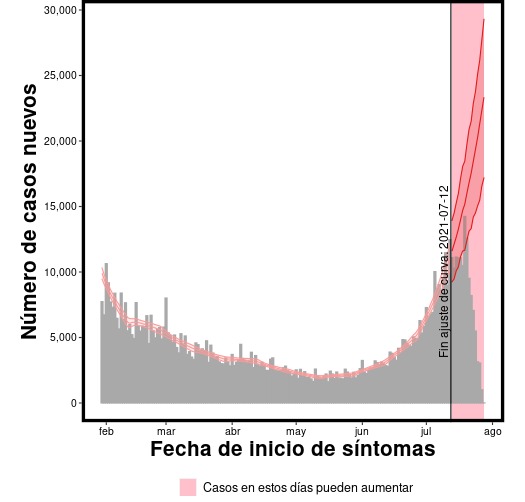 Número de casos nuevos
30,000
25,000
20,000
15,000
10,000
5,000
0
Fin ajuste de curva: 2021-07-12
feb mar abr may jun jul ago
Fecha de inicio de síntomas
Casos en estos días pueden aumentar